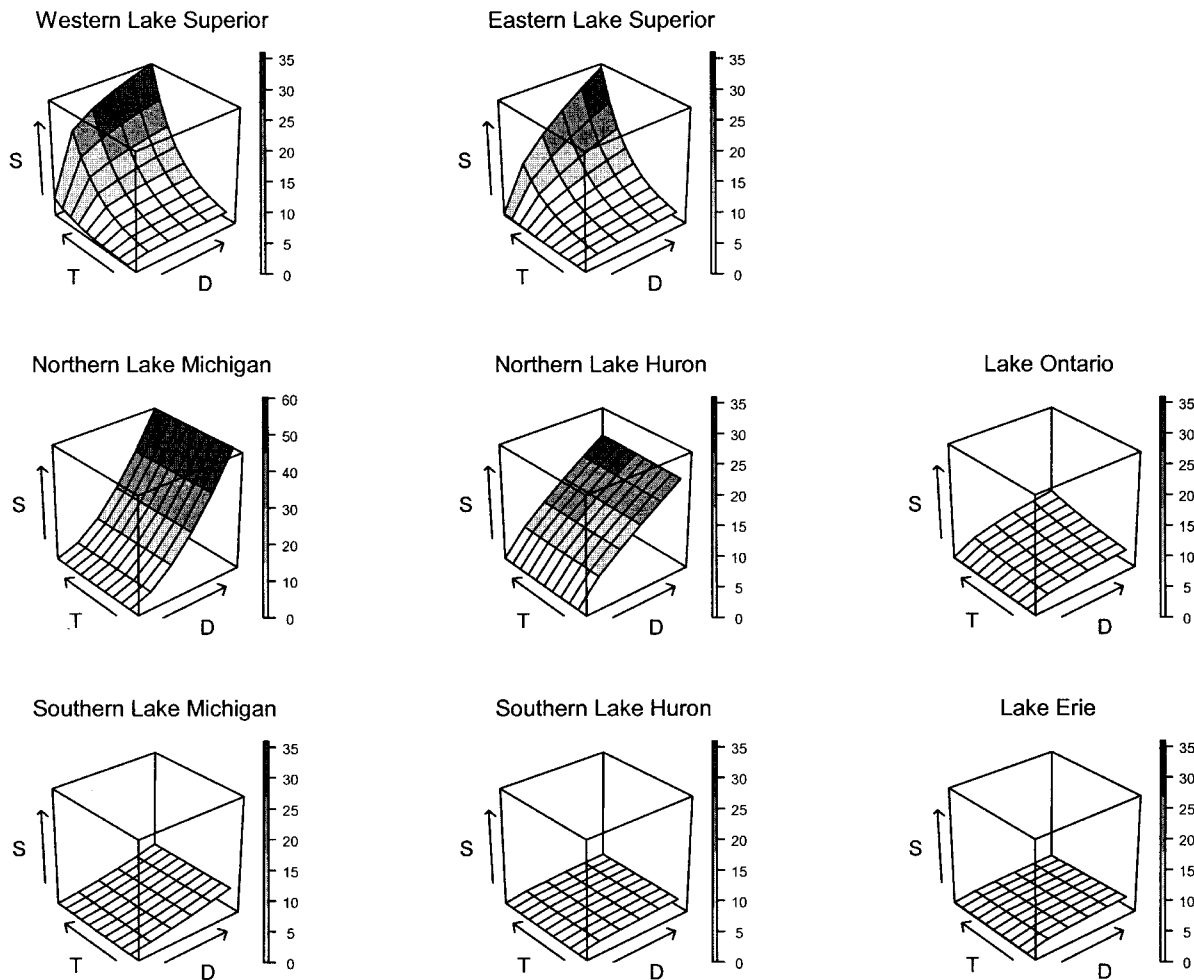 Western Lake Superior
S
T
D
35
30
25
20
15
10
5
0
Eastern Lake Superior
S
T
D
35
30
25
20
15
10
5
0
Northern Lake Michigan
S
T
D
60
50
40
30
20
10
0
Northern Lake Huron
S
T
D
35
30
25
20
15
10
5
0
Lake Ontario
S
T
D
35
30
25
20
15
10
5
0
Southern Lake Michigan
S
T
D
35
30
25
20
15
10
5
0
Southern Lake Huron
S
T
D
35
30
25
20
15
10
5
0
Lake Erie
S
T
D
35
30
25
20
15
10
5
0